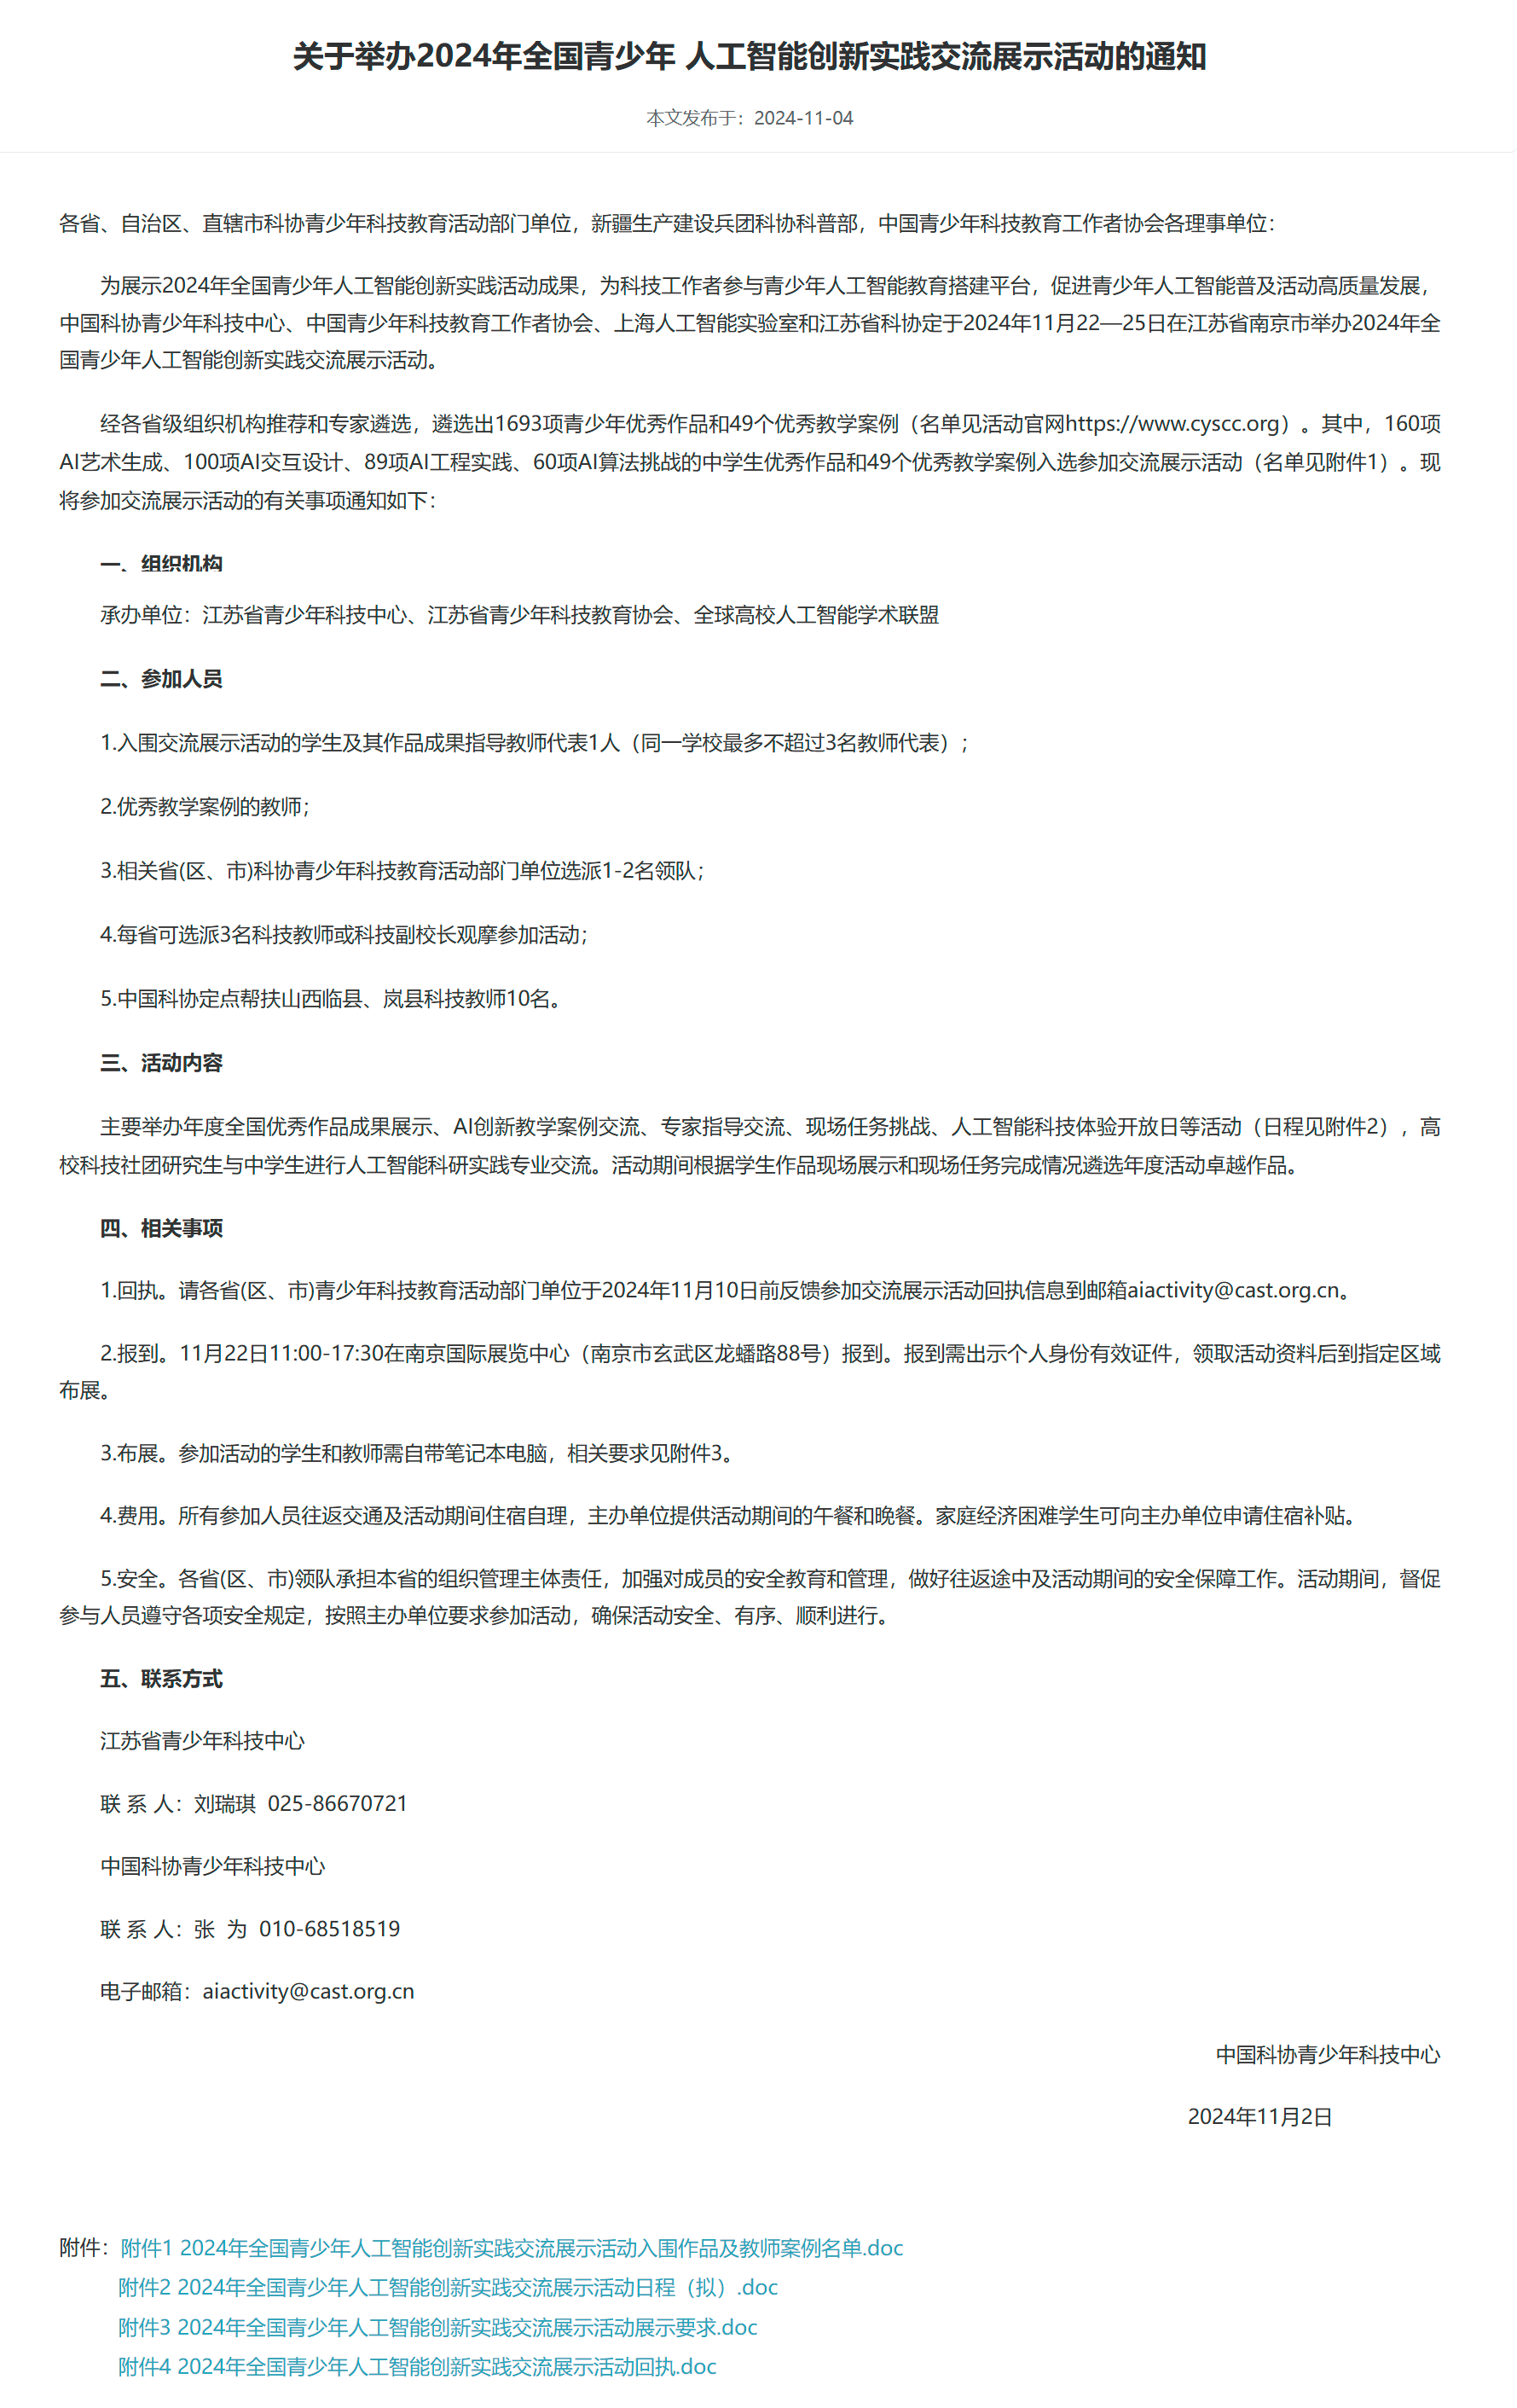 关于举办2024年全国青少年 人工智能创新实践交流展示活动的通知
本文发布于：2024-11-04
各省、自治区、直辖市科协青少年科技教育活动部门单位，新疆生产建设兵团科协科普部，中国青少年科技教育工作者协会各理事单位：
为展示2024年全国青少年人工智能创新实践活动成果，为科技工作者参与青少年人工智能教育搭建平台，促进青少年人工智能普及活动高质量发展，
中国科协青少年科技中心、中国青少年科技教育工作者协会、上海人工智能实验室和江苏省科协定于2024年11月22—25日在江苏省南京市举办2024年全
国青少年人工智能创新实践交流展示活动。
经各省级组织机构推荐和专家遴选，遴选出1693项青少年优秀作品和49个优秀教学案例（名单见活动官网https://www.cyscc.org）。其中，160项
AI艺术生成、100项AI交互设计、89项AI工程实践、60项AI算法挑战的中学生优秀作品和49个优秀教学案例入选参加交流展示活动（名单见附件1）。现
将参加交流展示活动的有关事项通知如下：
一、组织机构
承办单位：江苏省青少年科技中心、江苏省青少年科技教育协会、全球高校人工智能学术联盟
二、参加人员
1.入围交流展示活动的学生及其作品成果指导教师代表1人（同一学校最多不超过3名教师代表）；
2.优秀教学案例的教师；
3.相关省(区、市)科协青少年科技教育活动部门单位选派1-2名领队；
4.每省可选派3名科技教师或科技副校长观摩参加活动；
5.中国科协定点帮扶山西临县、岚县科技教师10名。
三、活动内容
主要举办年度全国优秀作品成果展示、AI创新教学案例交流、专家指导交流、现场任务挑战、人工智能科技体验开放日等活动（日程见附件2），高
校科技社团研究生与中学生进行人工智能科研实践专业交流。活动期间根据学生作品现场展示和现场任务完成情况遴选年度活动卓越作品。
四、相关事项
1.回执。请各省(区、市)青少年科技教育活动部门单位于2024年11月10日前反馈参加交流展示活动回执信息到邮箱aiactivity@cast.org.cn。
2.报到。11月22日11:00-17:30在南京国际展览中心（南京市玄武区龙蟠路88号）报到。报到需出示个人身份有效证件，领取活动资料后到指定区域
布展。
3.布展。参加活动的学生和教师需自带笔记本电脑，相关要求见附件3。
4.费用。所有参加人员往返交通及活动期间住宿自理，主办单位提供活动期间的午餐和晚餐。家庭经济困难学生可向主办单位申请住宿补贴。
5.安全。各省(区、市)领队承担本省的组织管理主体责任，加强对成员的安全教育和管理，做好往返途中及活动期间的安全保障工作。活动期间，督促
参与人员遵守各项安全规定，按照主办单位要求参加活动，确保活动安全、有序、顺利进行。
五、联系方式
江苏省青少年科技中心
联 系 人：刘瑞琪 025-86670721
中国科协青少年科技中心
联 系 人：张 为 010-68518519
电子邮箱：aiactivity@cast.org.cn
中国科协青少年科技中心
2024年11月2日
附件：附件1 2024年全国青少年人工智能创新实践交流展示活动入围作品及教师案例名单.doc
附件2 2024年全国青少年人工智能创新实践交流展示活动日程（拟）.doc
附件3 2024年全国青少年人工智能创新实践交流展示活动展示要求.doc
附件4 2024年全国青少年人工智能创新实践交流展示活动回执.doc